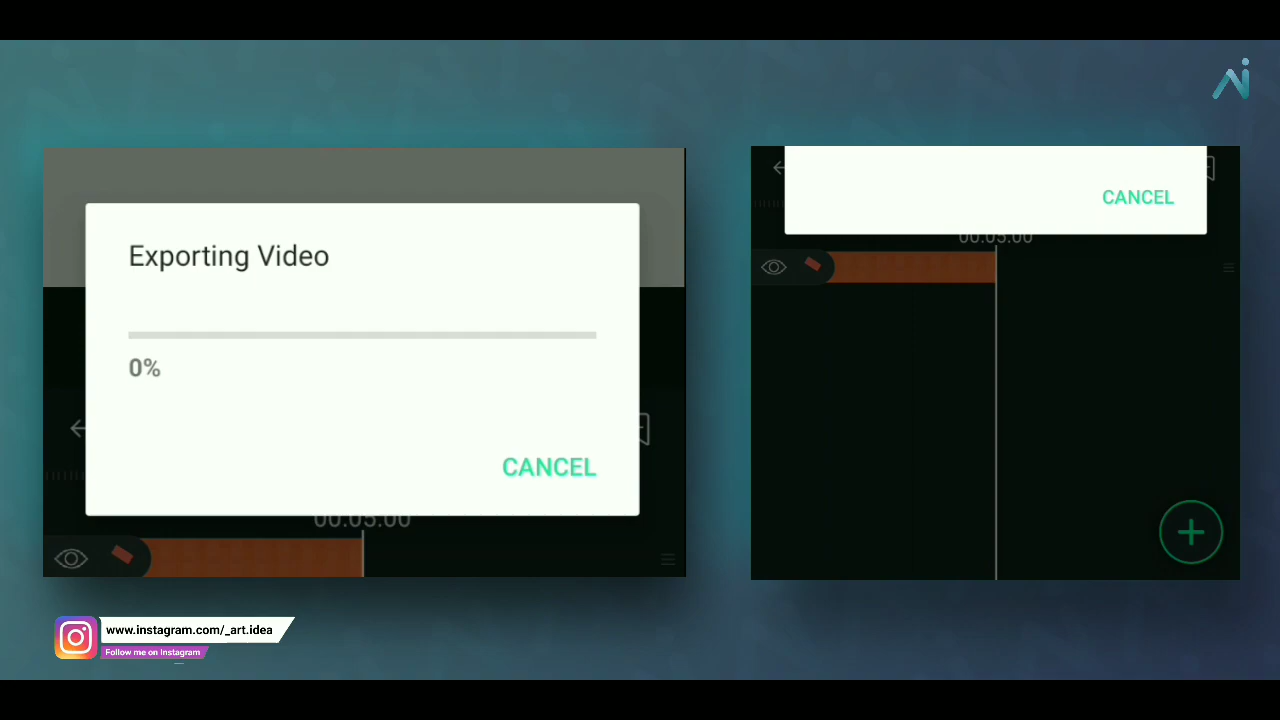 Exporting Video
0%
CANCEL
00:05:00
CANCEL
00:05:00
www.instagram.com/_art.idea
Follow me on Instagram